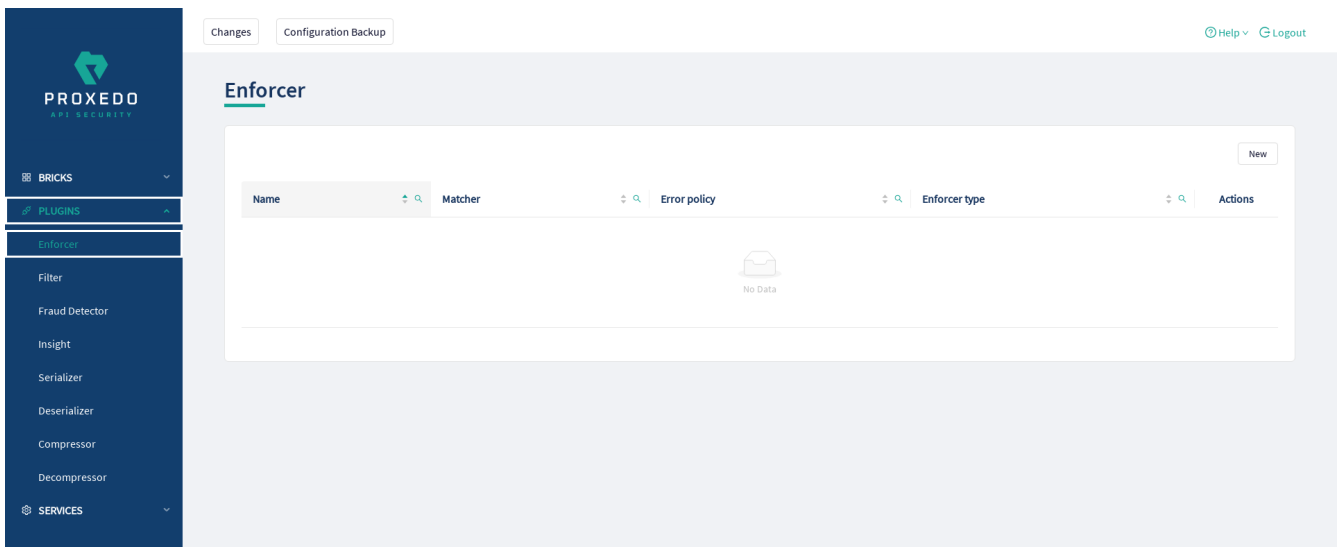 Changes
Configuration Backup
Help
Logout
PROXEDO
API SECURITY
Enforcer
New
BRICKS
PLUGINS
Enforcer
Filter
Fraud Detector
Insight
Serializer
Deserializer
Compressor
Decompressor
SERVICES
Name
Matcher
Error policy
Enforcer type
Actions
No Data